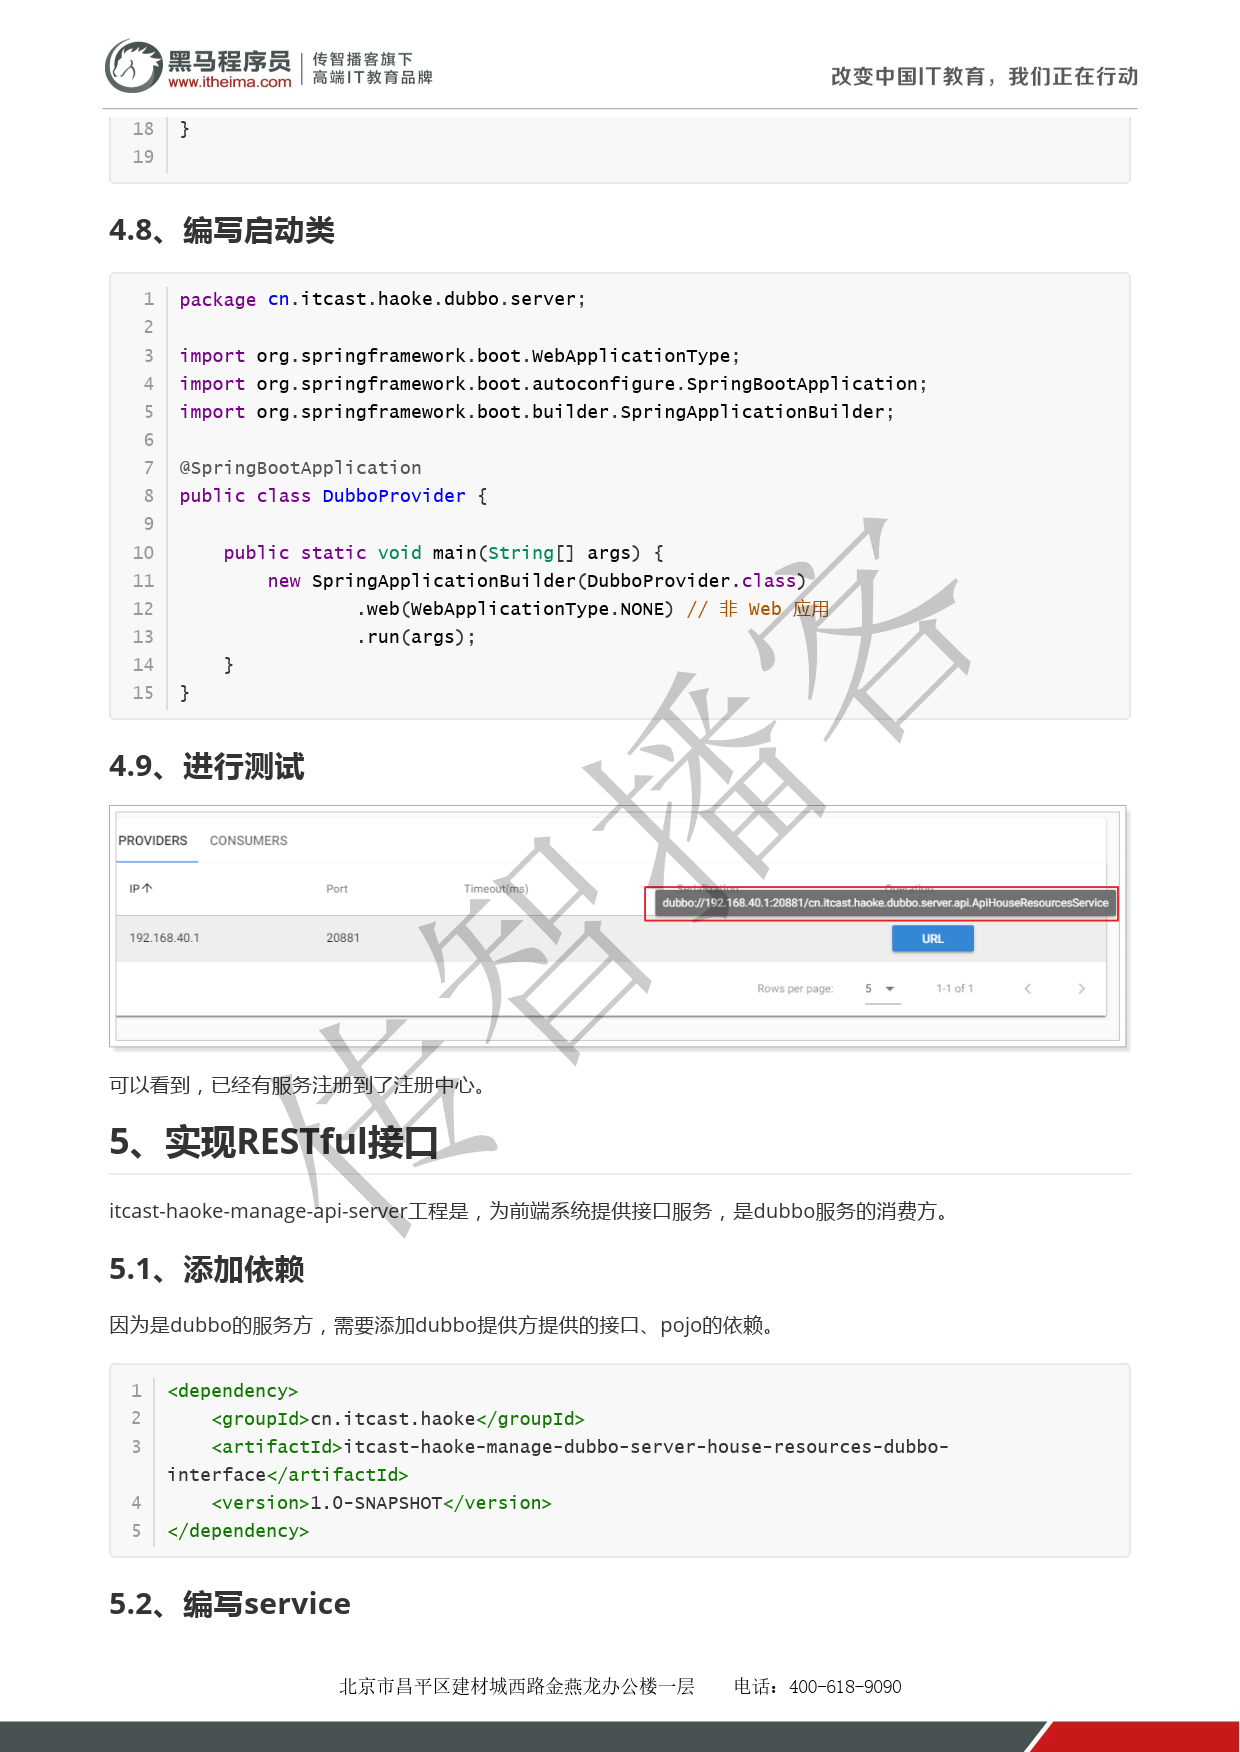 黑马程序员
www.itheima.com
传智播客旗下
高端IT教育品牌
改变中国IT教育，我们正在行动
18 }
19
4.8、编写启动类
1 package cn.itcast.haoke.dubbo.server;
2
3 import org.springframework.boot.WebApplicationType;
4 import org.springframework.boot.autoconfigure.SpringBootApplication;
5 import org.springframework.boot.builder.SpringApplicationBuilder;
6
7 @SpringBootApplication
8 public class DubboProvider {
9
10     public static void main(String[] args) {
11         new SpringApplicationBuilder(DubboProvider.class)
12                 .web(WebApplicationType.NONE) // 非 Web 应用
13                 .run(args);
14     }
15 }
4.9、进行测试
PROVIDERS CONSUMERS
IP↑ Port Timeout(ms) Serialization Operation
dubbo://192.168.40.1:20881/cn.itcast.haoke.dubbo.server.api.ApiHouseResourcesService
192.168.40.1 20881 URL
Rows per page: 5 1-1 of 1
可以看到，已经有服务注册到了注册中心。
5、实现RESTful接口
itcast-haoke-manage-api-server工程是，为前端系统提供接口服务，是dubbo服务的消费方。
5.1、添加依赖
因为是dubbo的服务方，需要添加dubbo提供方提供的接口、pojo的依赖。
1 <dependency>
2     <groupId>cn.itcast.haoke</groupId>
3     <artifactId>itcast-haoke-manage-dubbo-server-house-resources-dubbo-
interface</artifactId>
4     <version>1.0-SNAPSHOT</version>
5 </dependency>
5.2、编写service
传智播客
北京市昌平区建材城西路金燕龙办公楼一层 电话：400-618-9090